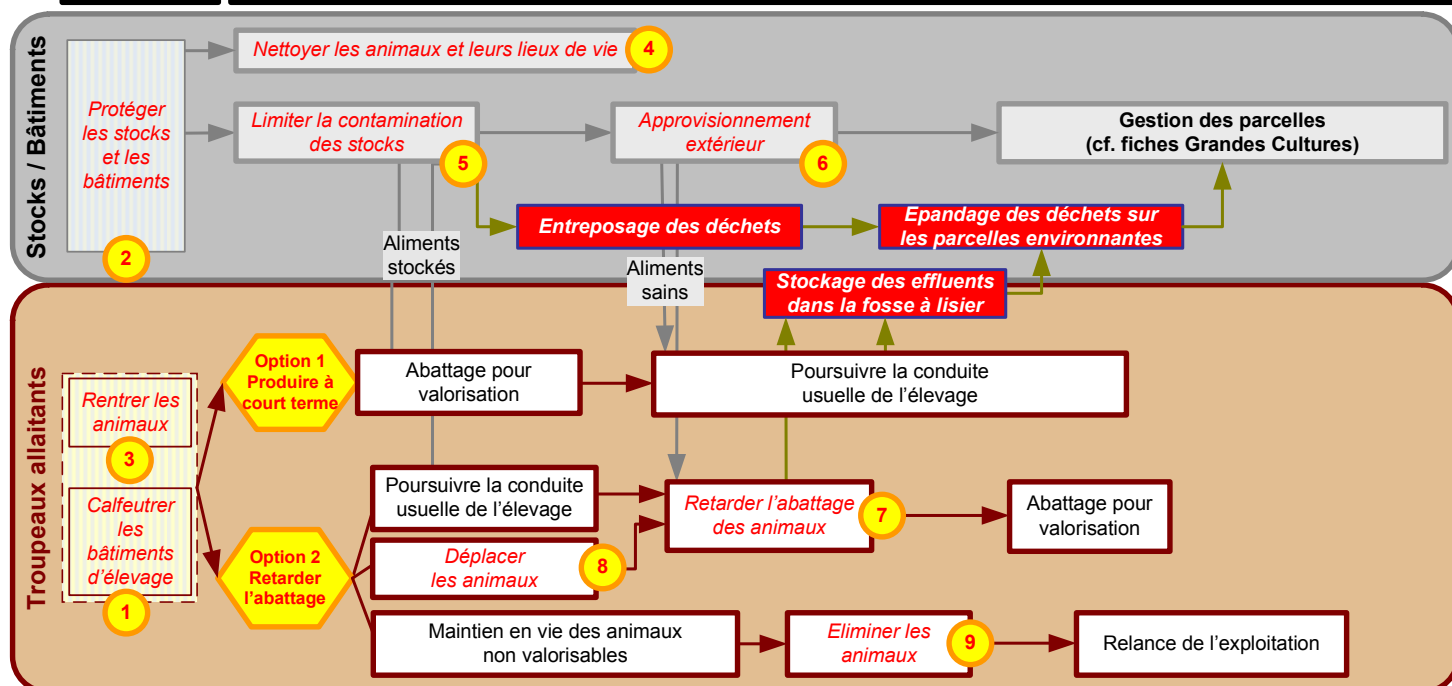 Stocks / Bâtiments
Protéger
les stocks
et les
bâtiments
2
Nettoyer les animaux et leurs lieux de vie
4
Limiter la contamination
des stocks
5
Approvisionnement
extérieur
6
Gestion des parcelles
(cf. fiches Grandes Cultures)
Entreposage des déchets
Epandage des déchets sur
les parcelles environnantes
Aliments
stockés
Aliments
sains
Stockage des effluents
dans la fosse à lisier
Troupeaux allaitants
Rentrer les
animaux
3
Calfeutrer
les
bâtiments
d’élevage
1
Option 1
Produire à
court terme
Abattage pour
valorisation
Poursuivre la conduite
usuelle de l’élevage
Option 2
Retarder
l’abattage
Poursuivre la conduite
usuelle de l’élevage
Retarder l’abattage
des animaux
7
Abattage pour
valorisation
Déplacer
les animaux
8
Maintien en vie des animaux
non valorisables
Eliminer les
animaux
9
Relance de l’exploitation